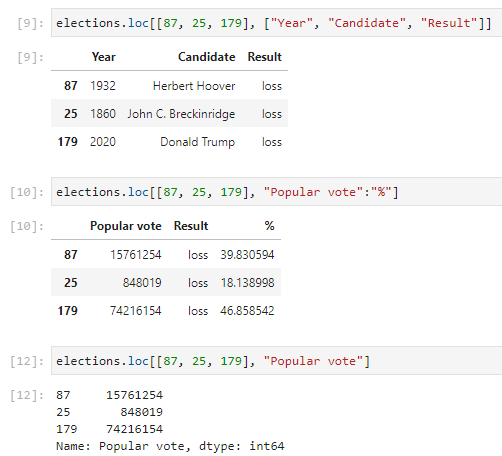 [9]: elections.loc[[87, 25, 179], ["Year", "Candidate", "Result"]]
[9]: Year Candidate Result
87 1932 Herbert Hoover loss
25 1860 John C. Breckinridge loss
179 2020 Donald Trump loss
[10]: elections.loc[[87, 25, 179], "Popular vote":"%"]
[10]: Popular vote Result %
87 15761254 loss 39.830594
25 848019 loss 18.138998
179 74216154 loss 46.858542
[12]: elections.loc[[87, 25, 179], "Popular vote"]
[12]: 87 15761254
25 848019
179 74216154
Name: Popular vote, dtype: int64